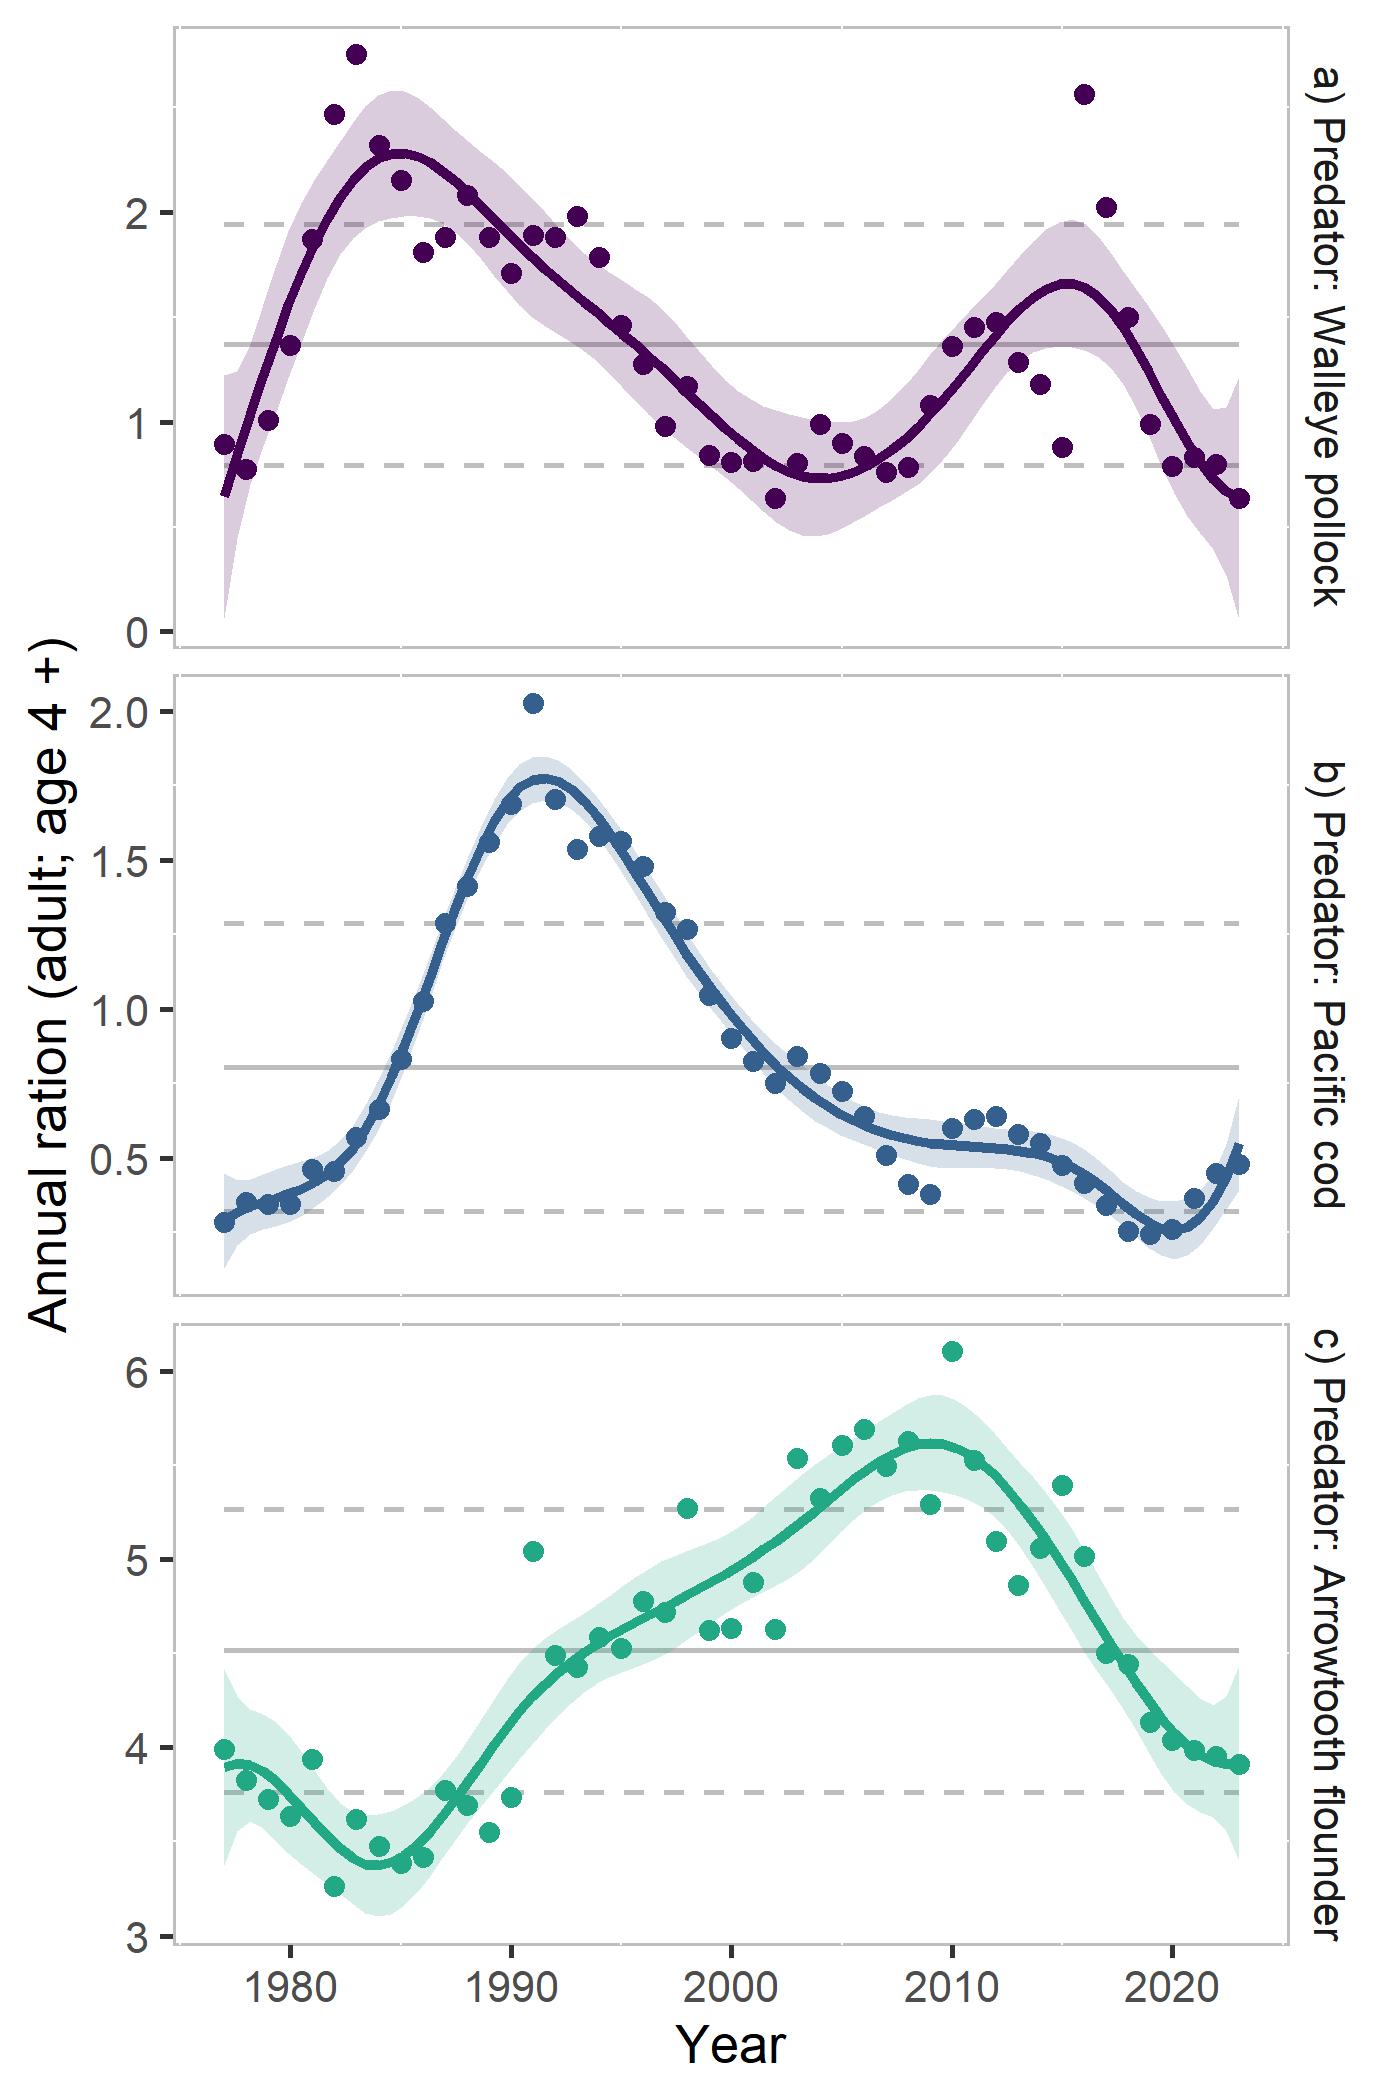 Annual ration (adult; age 4 +)
2
1
0
a) Predator: Walleye pollock
2.0
1.5
1.0
0.5
b) Predator: Pacific cod
6
5
4
3
c) Predator: Arrowtooth flounder
1980 1990 2000 2010 2020
Year